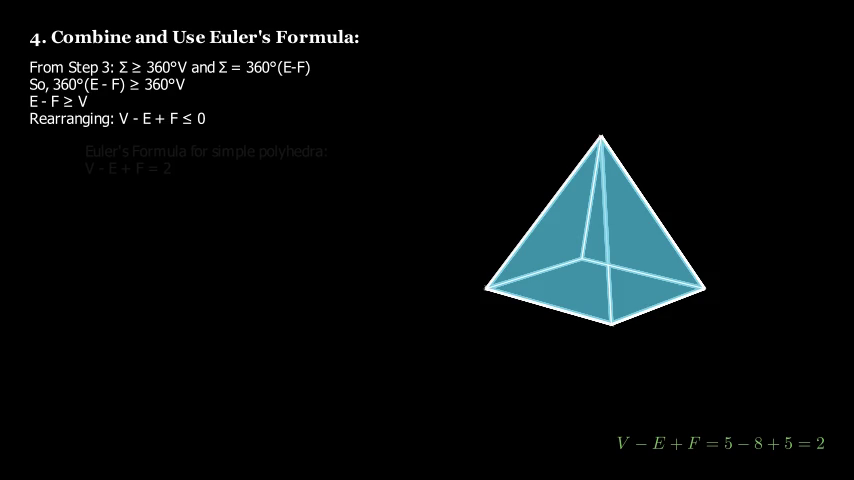 4. Combine and Use Euler's Formula:
From Step 3: Σ ≥ 360°V and Σ = 360°(E-F)
So, 360°(E - F) ≥ 360°V
E - F ≥ V
Rearranging: V - E + F ≤ 0
Euler's Formula for simple polyhedra:
V - E + F = 2
V − E + F = 5 − 8 + 5 = 2